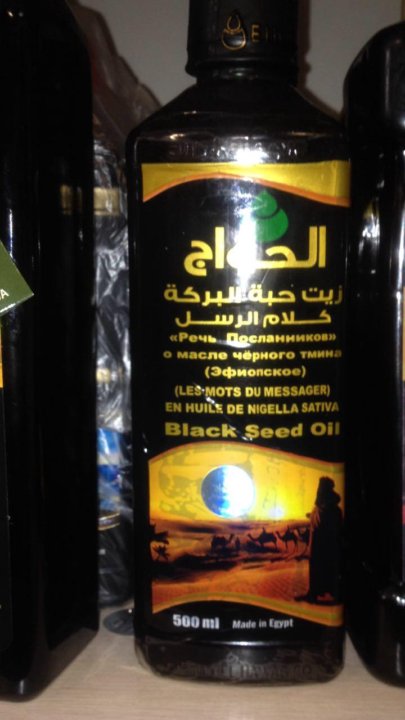 الحواج
زيت حبة البركة
كلام الرسل
«Речь Посланников»
о масле чёрного тмина
(Эфиопское)
(LES MOTS DU MESSAGER)
EN HUILE DE NIGELLA SATIVA
Black Seed Oil
500 ml Made in Egypt